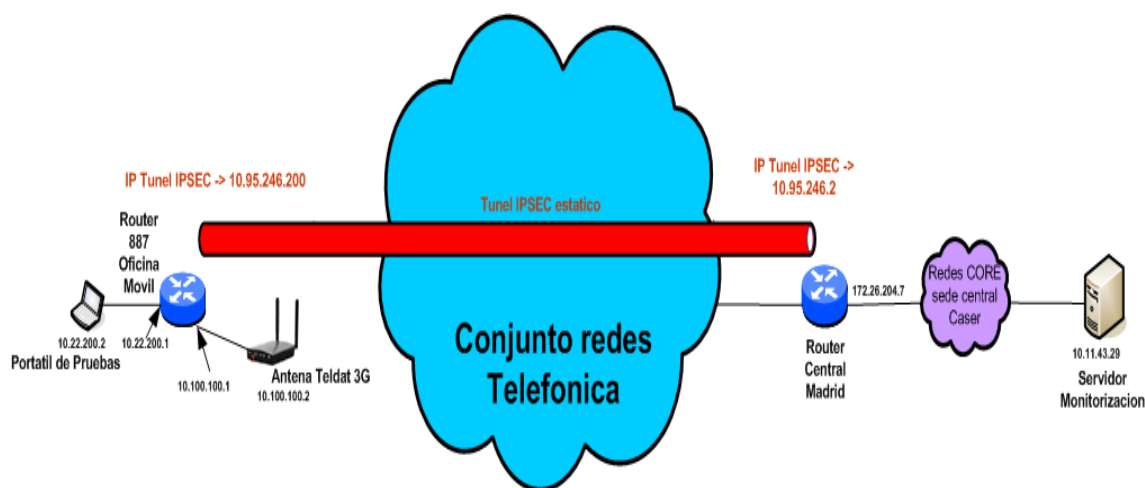 IP Tunel IPSEC -> 10.95.246.200
IP Tunel IPSEC ->
10.95.246.2
Tunel IPSEC estatico
Router
887
Oficina
Movil
10.22.200.2
10.22.200.1
Portatil de Pruebas
10.100.100.1
Antena Teldat 3G
10.100.100.2
Conjunto redes
Telefonica
172.26.204.7
Router
Central
Madrid
Redes CORE
sede central
Caser
10.11.43.29
Servidor
Monitorizacion